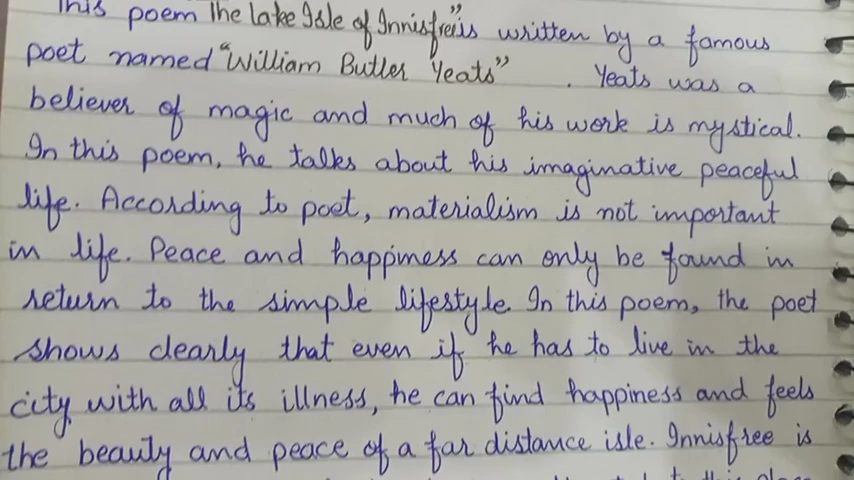 This poem The Lake Isle of Innisfree" is written by a famous
poet named "William Butler Yeats" . Yeats was a
believer of magic and much of his work is mystical.
In this poem, he talks about his imaginative peaceful
life. According to poet, materialism is not important
in life. Peace and happiness can only be found in
return to the simple lifestyle. In this poem, the poet
shows clearly that even if he has to live in the
city with all its illness, he can find happiness and feels
the beauty and peace of a far distance isle. Innisfree is